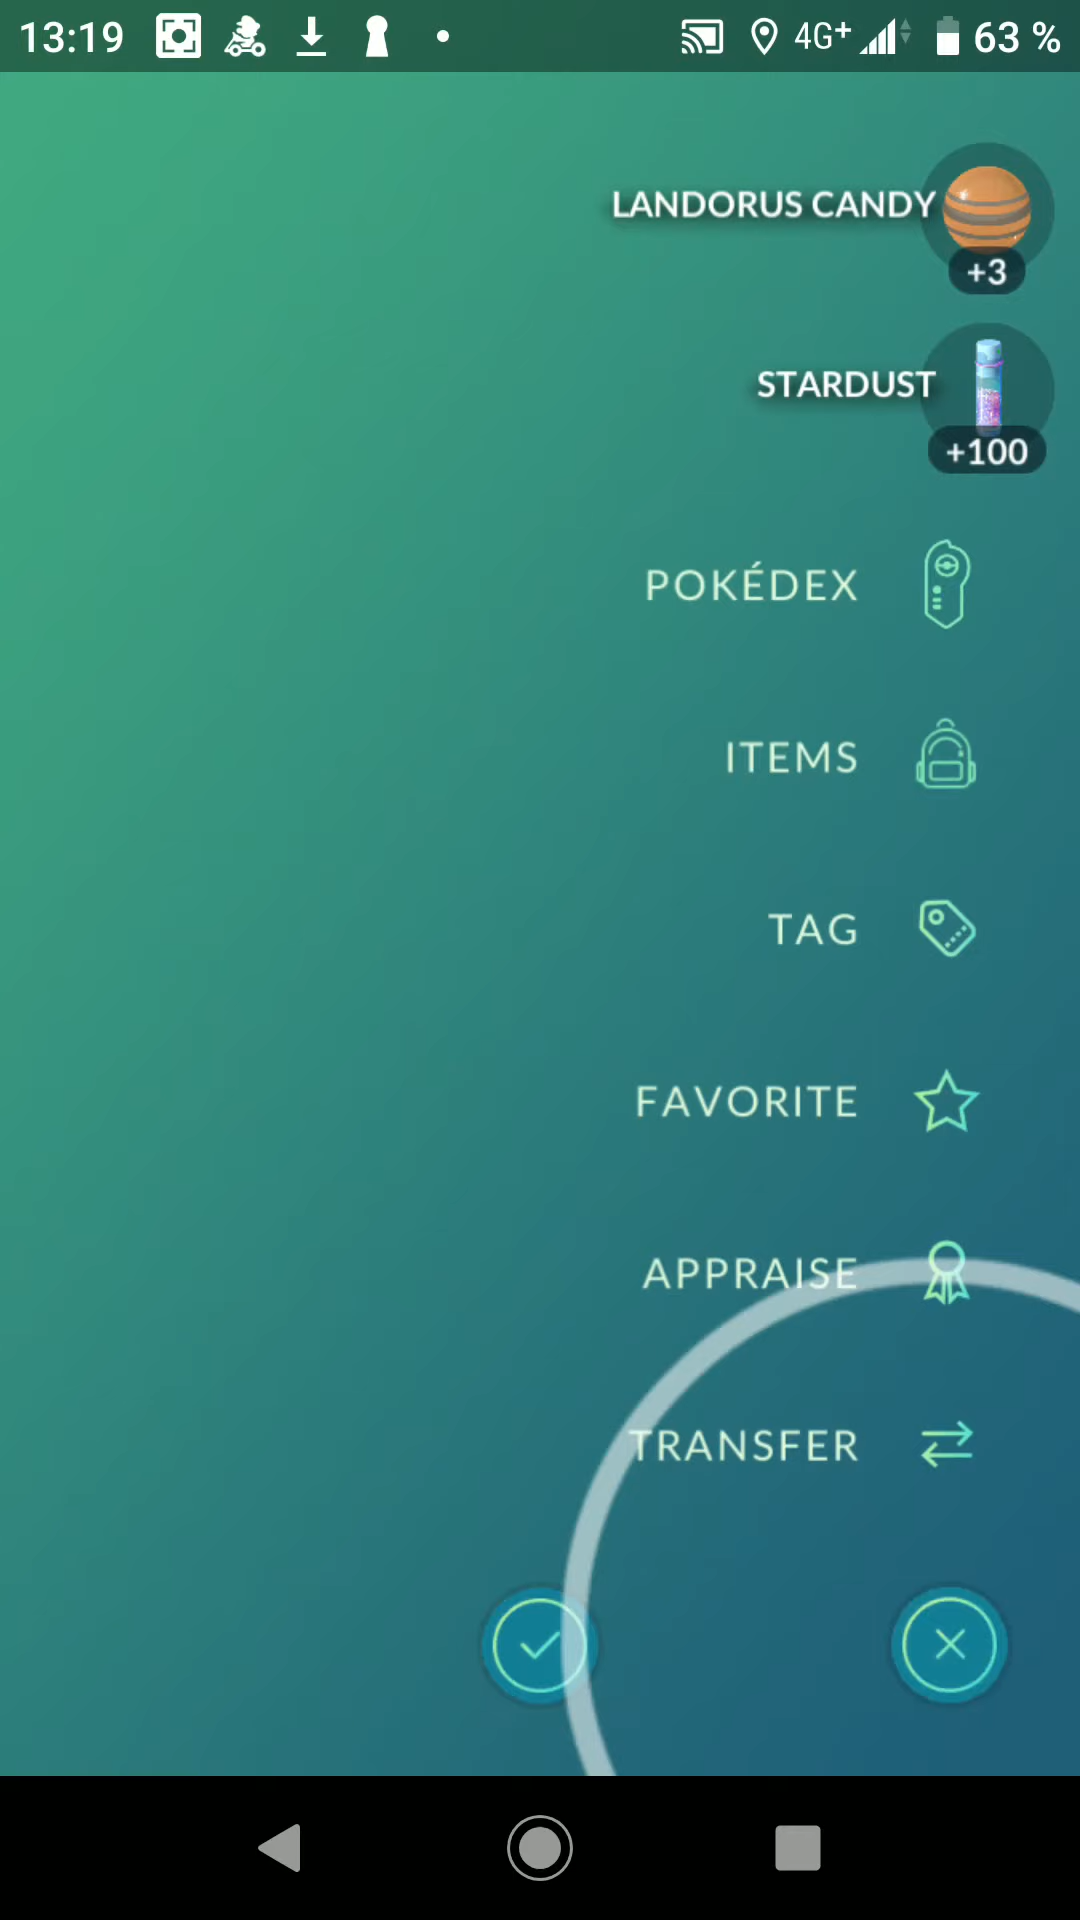 13:19 4G+ 63 %
LANDORUS CANDY
+3
STARDUST
+100
POKÉDEX
ITEMS
TAG
FAVORITE
APPRAISE
TRANSFER